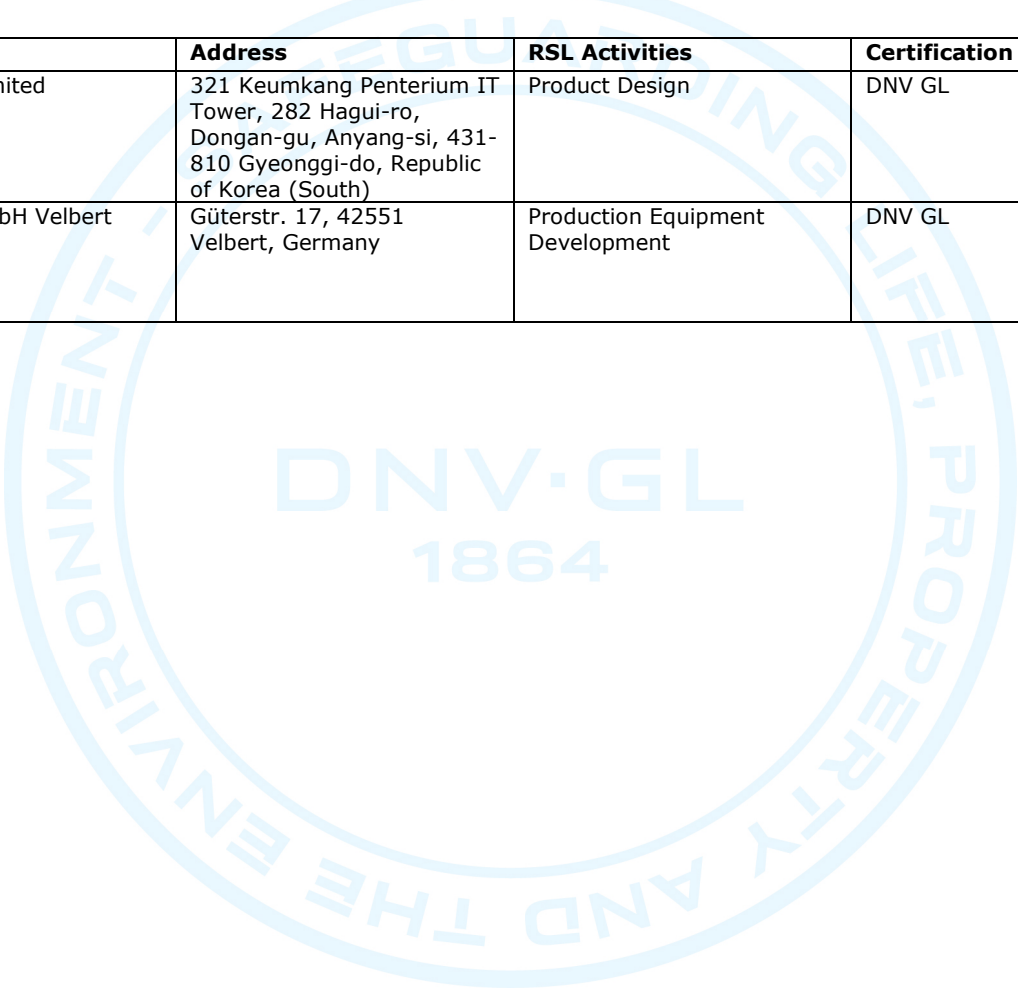 Address RSL Activities Certification
nited 321 Keumkang Penterium IT Product Design DNV GL
Tower, 282 Hagui-ro,
Dongan-gu, Anyang-si, 431-
810 Gyeonggi-do, Republic
of Korea (South)
bH Velbert Güterstr. 17, 42551 Production Equipment DNV GL
Velbert, Germany Development
DNV·GL
1864
SAFEGUARDING LIFE, PROPERTY AND THE ENVIRONMENT -